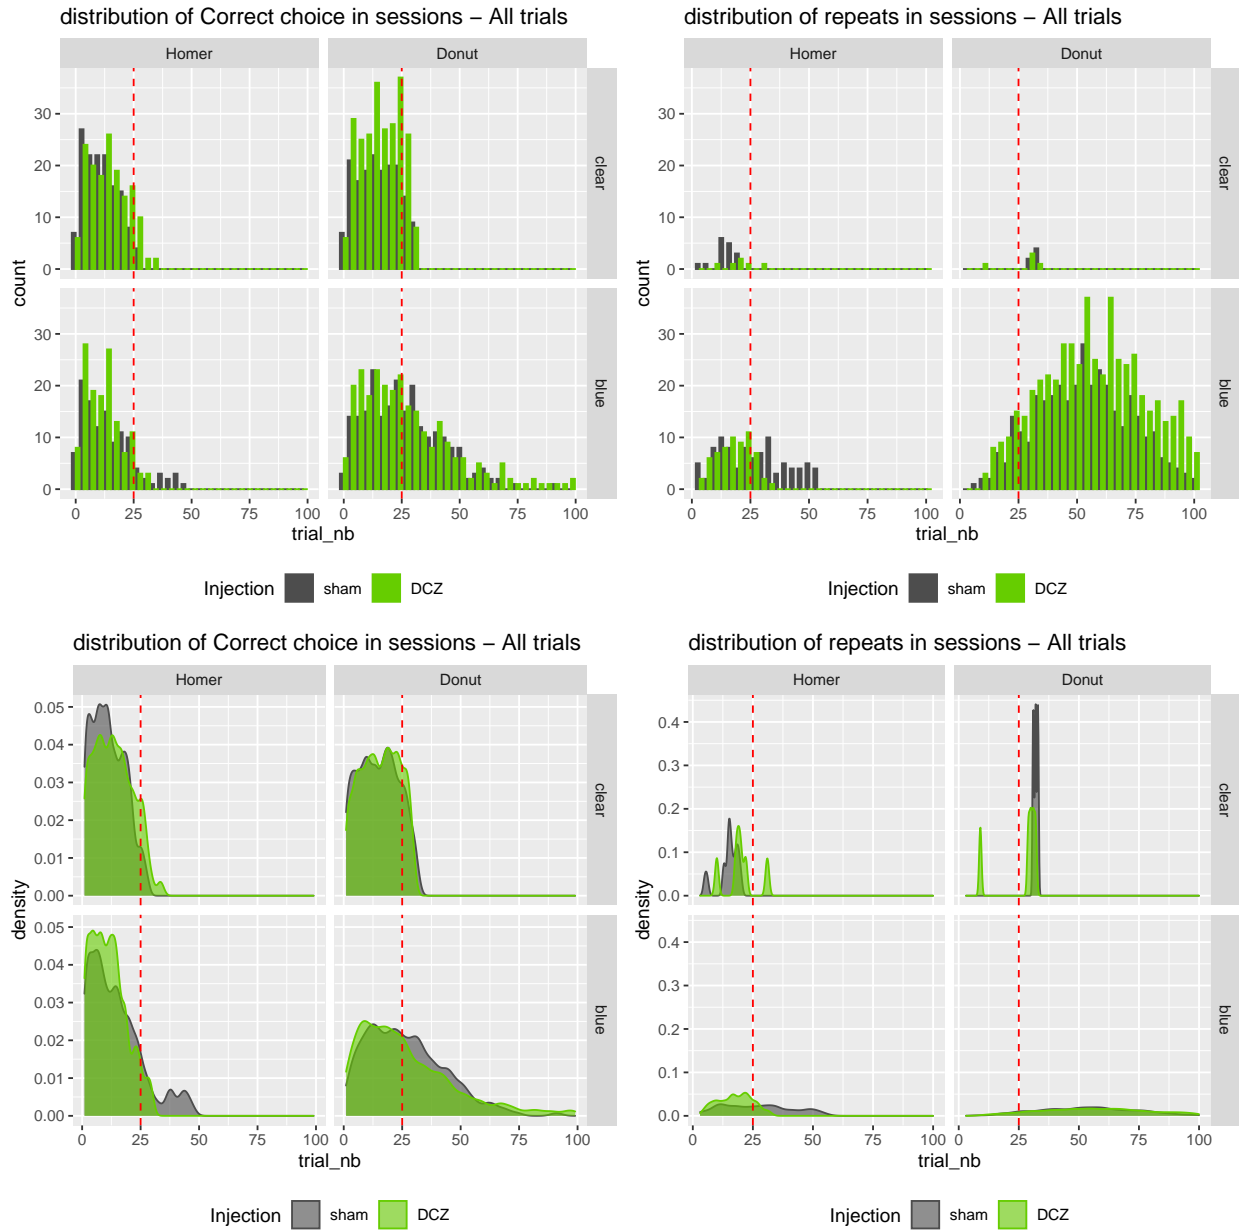 distribution of Correct choice in sessions – All trials
Homer
Donut
clear
blue
count
30
20
10
0
30
20
10
0
0
25
50
75
100
0
25
50
75
100
trial_nb
Injection sham DCZ
distribution of repeats in sessions – All trials
Homer
Donut
clear
blue
count
30
20
10
0
30
20
10
0
0
25
50
75
100
0
25
50
75
100
trial_nb
Injection sham DCZ
distribution of Correct choice in sessions – All trials
Homer
Donut
clear
blue
density
0.05
0.04
0.03
0.02
0.01
0.00
0.05
0.04
0.03
0.02
0.01
0.00
0
25
50
75
100
0
25
50
75
100
trial_nb
Injection sham DCZ
distribution of repeats in sessions – All trials
Homer
Donut
clear
blue
density
0.4
0.3
0.2
0.1
0.0
0.4
0.3
0.2
0.1
0.0
0
25
50
75
100
0
25
50
75
100
trial_nb
Injection sham DCZ